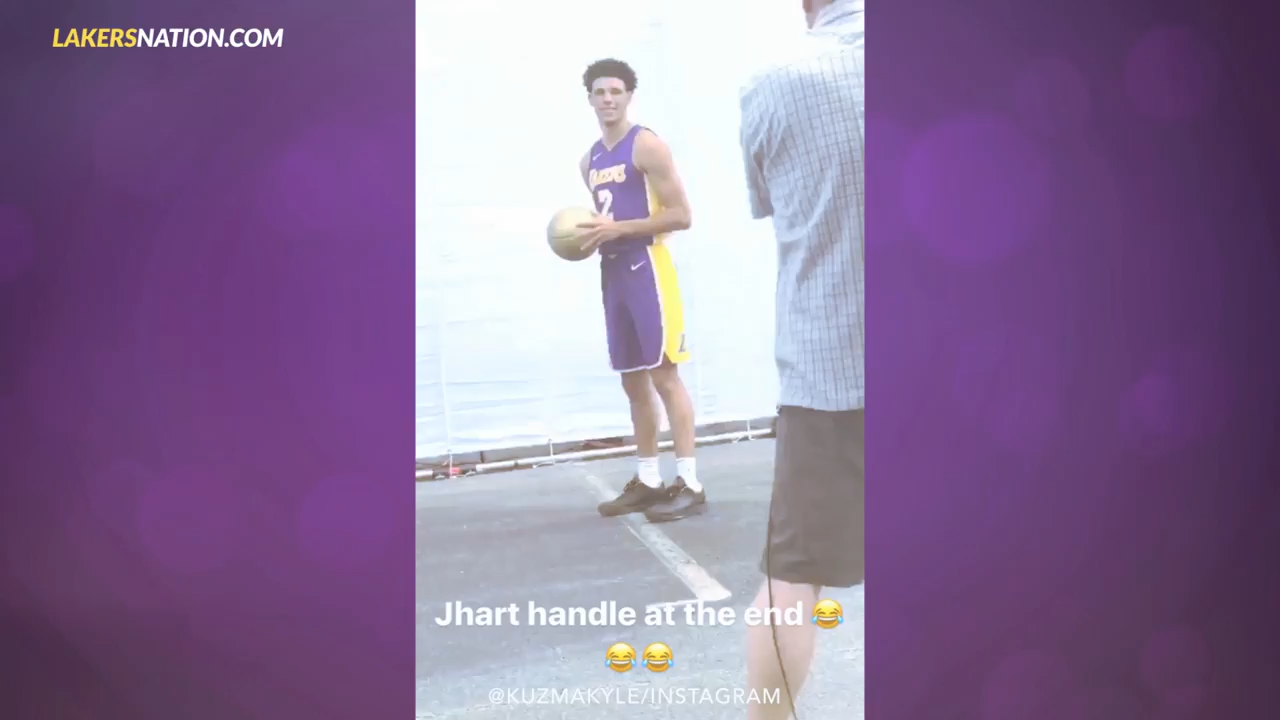 LAKERSNATION.COM
LAKERS
2
Jhart handle at the end 😂
😂😂
@KUZMAKYLE/INSTAGRAM